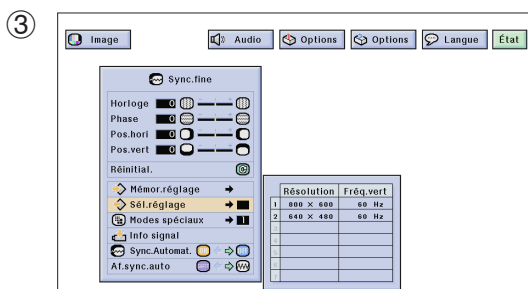 ③
Image Audio Options Options Langue État
Sync.fine
Horloge 0
Phase 0
Pos.hori 0
Pos.vert 0
Réinitial.
Mémor.réglage
Sél.réglage
Modes spéciaux 1
Info signal
Sync.Automat.
Af.sync.auto
Résolution Fréq.vert
1 800 × 600 60 Hz
2 640 × 480 60 Hz
3
4
5
6
7